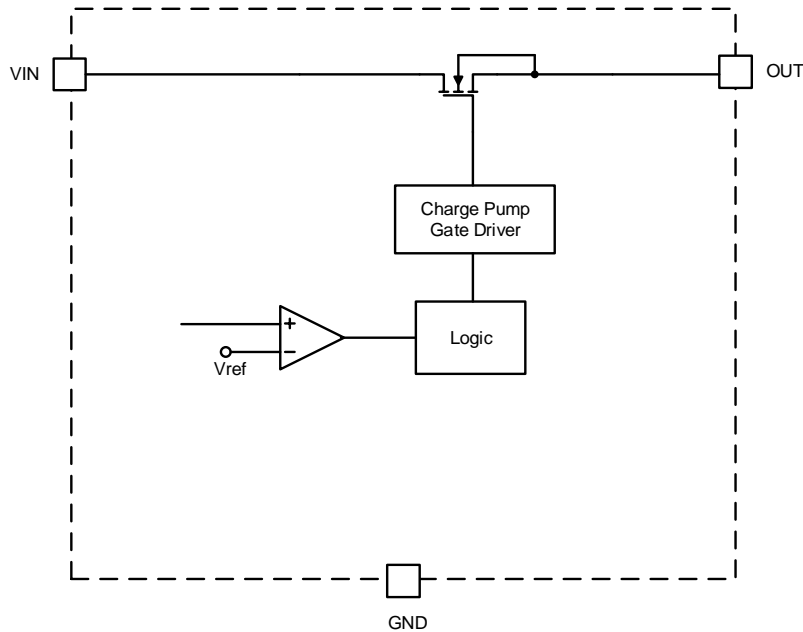 VIN
OUT
Charge Pump
Gate Driver
+
Logic
−
Vref
GND